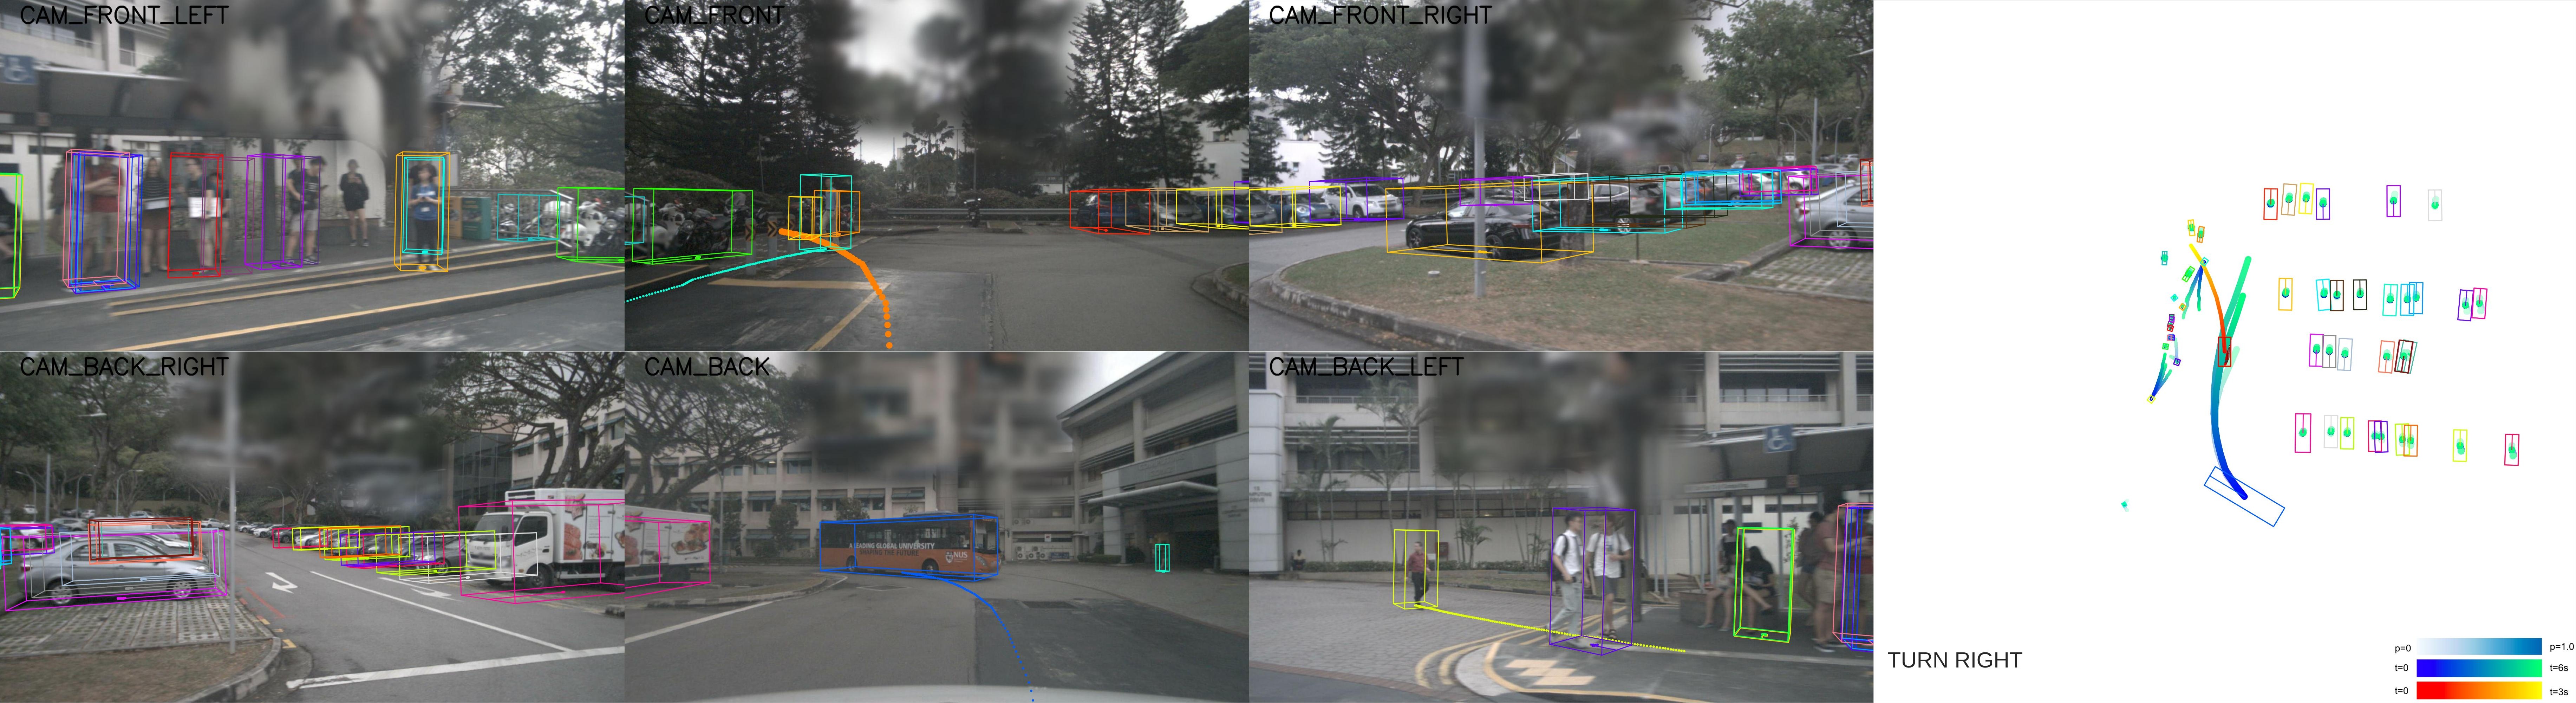 CAM_FRONT_LEFT
CAM_FRONT
CAM_FRONT_RIGHT
CAM_BACK_RIGHT
CAM_BACK
CAM_BACK_LEFT
A LEADING GLOBAL UNIVERSITY
NUS
TURN RIGHT
p=0
p=1.0
t=0
t=6s
t=0
t=3s